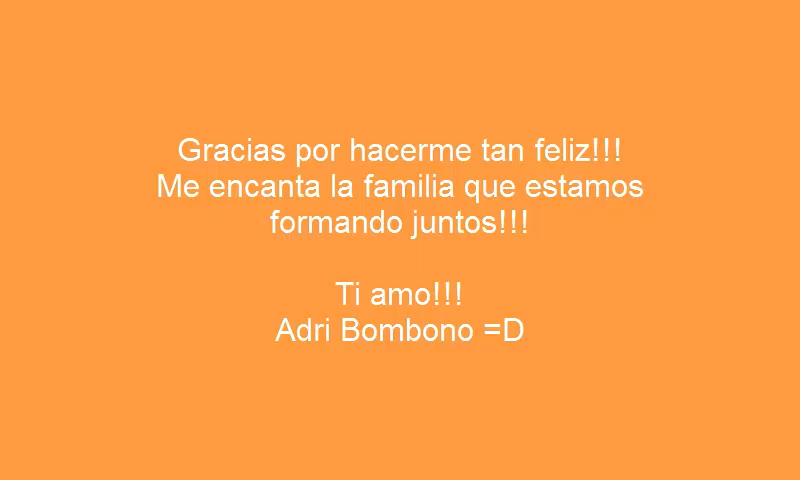 Gracias por hacerme tan feliz!!!
Me encanta la familia que estamos
formando juntos!!!
Ti amo!!!
Adri Bombono =D